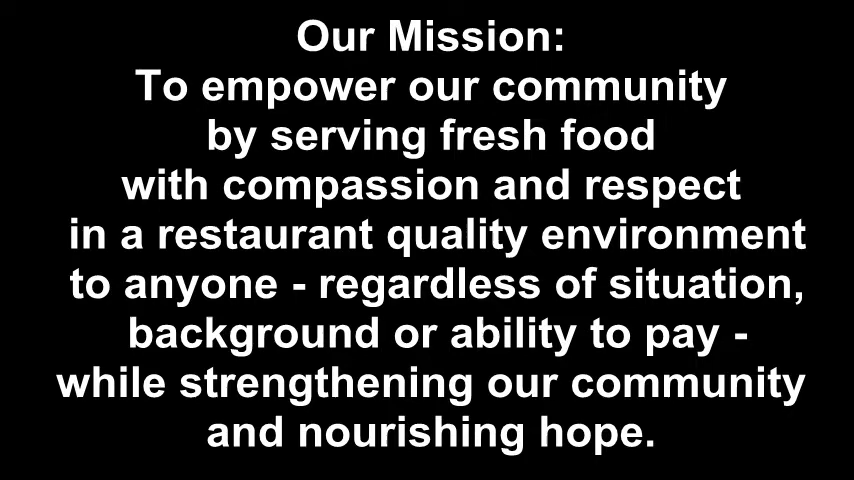 Our Mission:
To empower our community
by serving fresh food
with compassion and respect
in a restaurant quality environment
to anyone - regardless of situation,
background or ability to pay -
while strengthening our community
and nourishing hope.